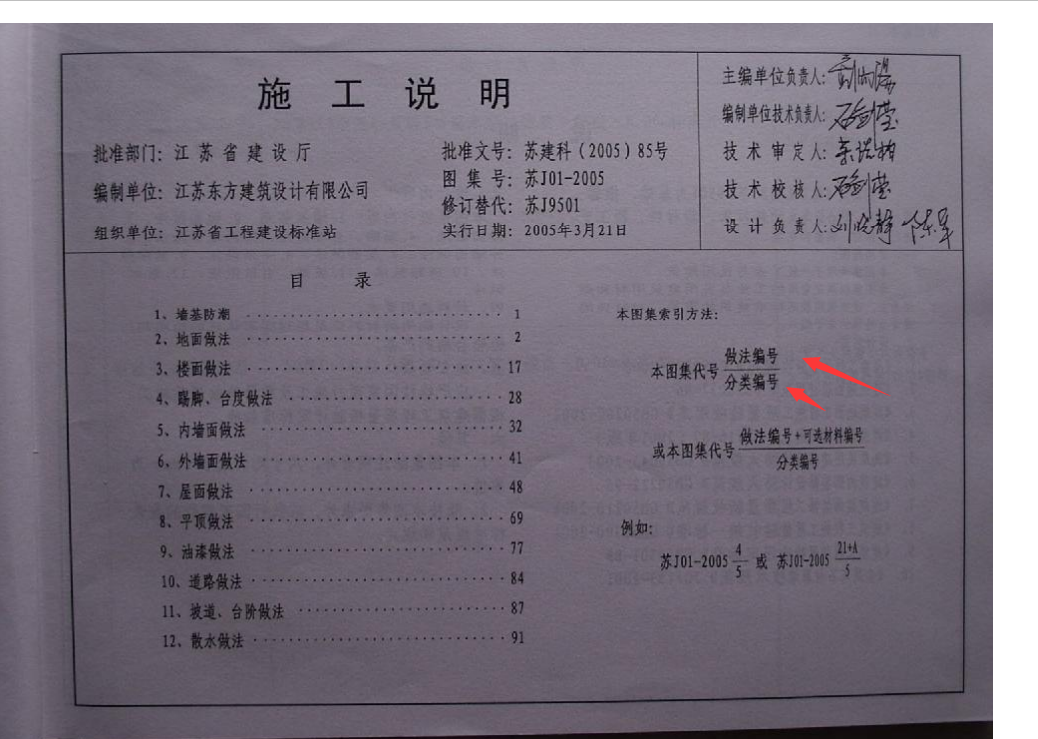 施 工 说 明
批准部门: 江 苏 省 建 设 厅
编制单位: 江苏东方建筑设计有限公司
组织单位: 江苏省工程建设标准站
批准文号: 苏建科(2005)85号
图 集 号: 苏J01-2005
修订替代: 苏J9501
实行日期: 2005年3月21日
主编单位负责人:
编制单位技术负责人:
技 术 审 定 人:
技 术 校 核 人:
设 计 负 责 人: 刘晓静
目 录
1、墙基防潮 ························ 1
2、地面做法 ························ 2
3、楼面做法 ························ 17
4、踢脚、台度做法 ························ 28
5、内墙面做法 ························ 32
6、外墙面做法 ························ 41
7、屋面做法 ························ 48
8、平顶做法 ························ 69
9、油漆做法 ························ 77
10、道路做法 ························ 84
11、坡道、台阶做法 ························ 87
12、散水做法 ························ 91
本图集索引方法:
做法编号
本图集代号
分类编号
做法编号+可选材料编号
或本图集代号
分类编号
例如:
苏J01-2005 4/5 或 苏J01-2005 21+A/5